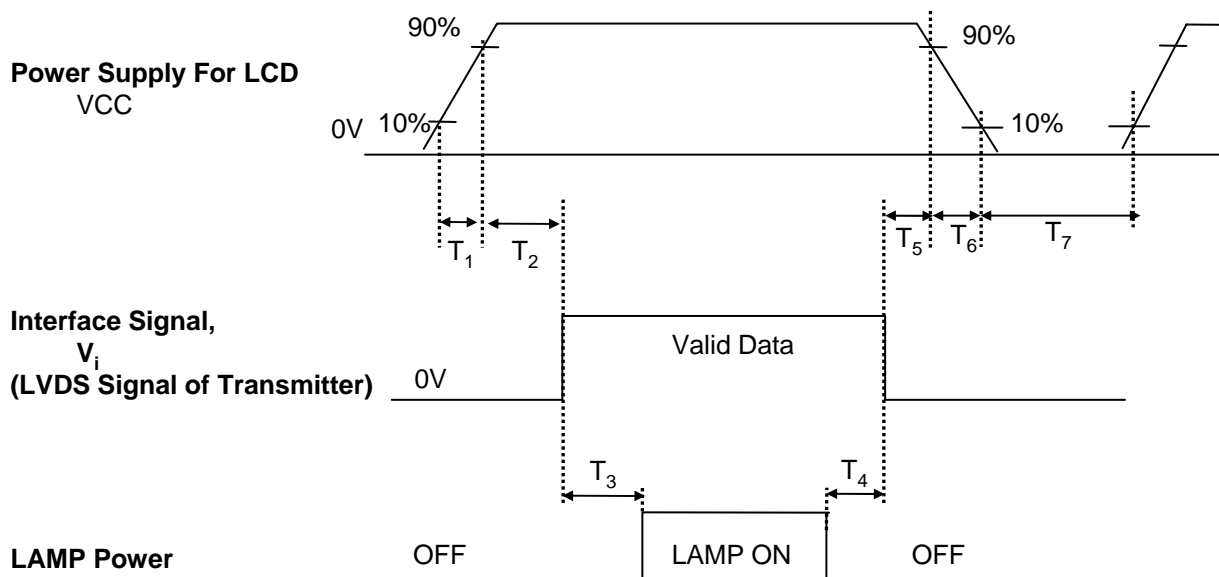 90%
90%
Power Supply For LCD
VCC
0V
10%
10%
T1
T2
T5
T6
T7
Interface Signal,
Vi
(LVDS Signal of Transmitter)
0V
Valid Data
T3
T4
LAMP Power
OFF
LAMP ON
OFF